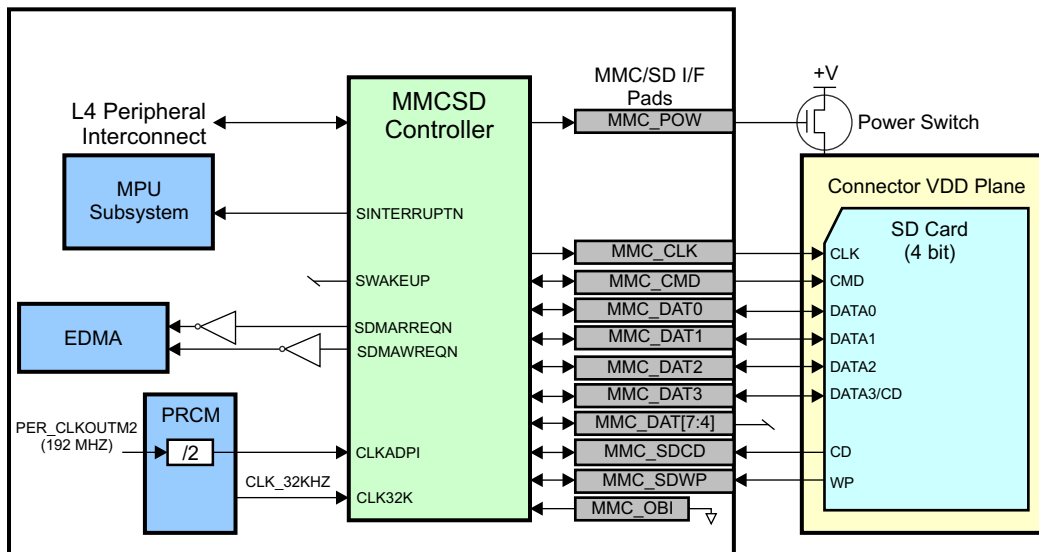 MMC/SD I/F
Pads
+V
L4 Peripheral
Interconnect
MMCSD
Controller
MMC_POW
Power Switch
MPU
Subsystem
Connector VDD Plane
SINTERRUPTN
SD Card
(4 bit)
MMC_CLK
CLK
SWAKEUP
MMC_CMD
CMD
MMC_DAT0
DATA0
EDMA
SDMARREQN
MMC_DAT1
DATA1
SDMAWREQN
MMC_DAT2
DATA2
MMC_DAT3
DATA3/CD
PRCM
MMC_DAT[7:4]
PER_CLKOUTM2
(192 MHZ)
/2
CLKADPI
MMC_SDCD
CD
CLK_32KHZ
MMC_SDWP
WP
CLK32K
MMC_OBI